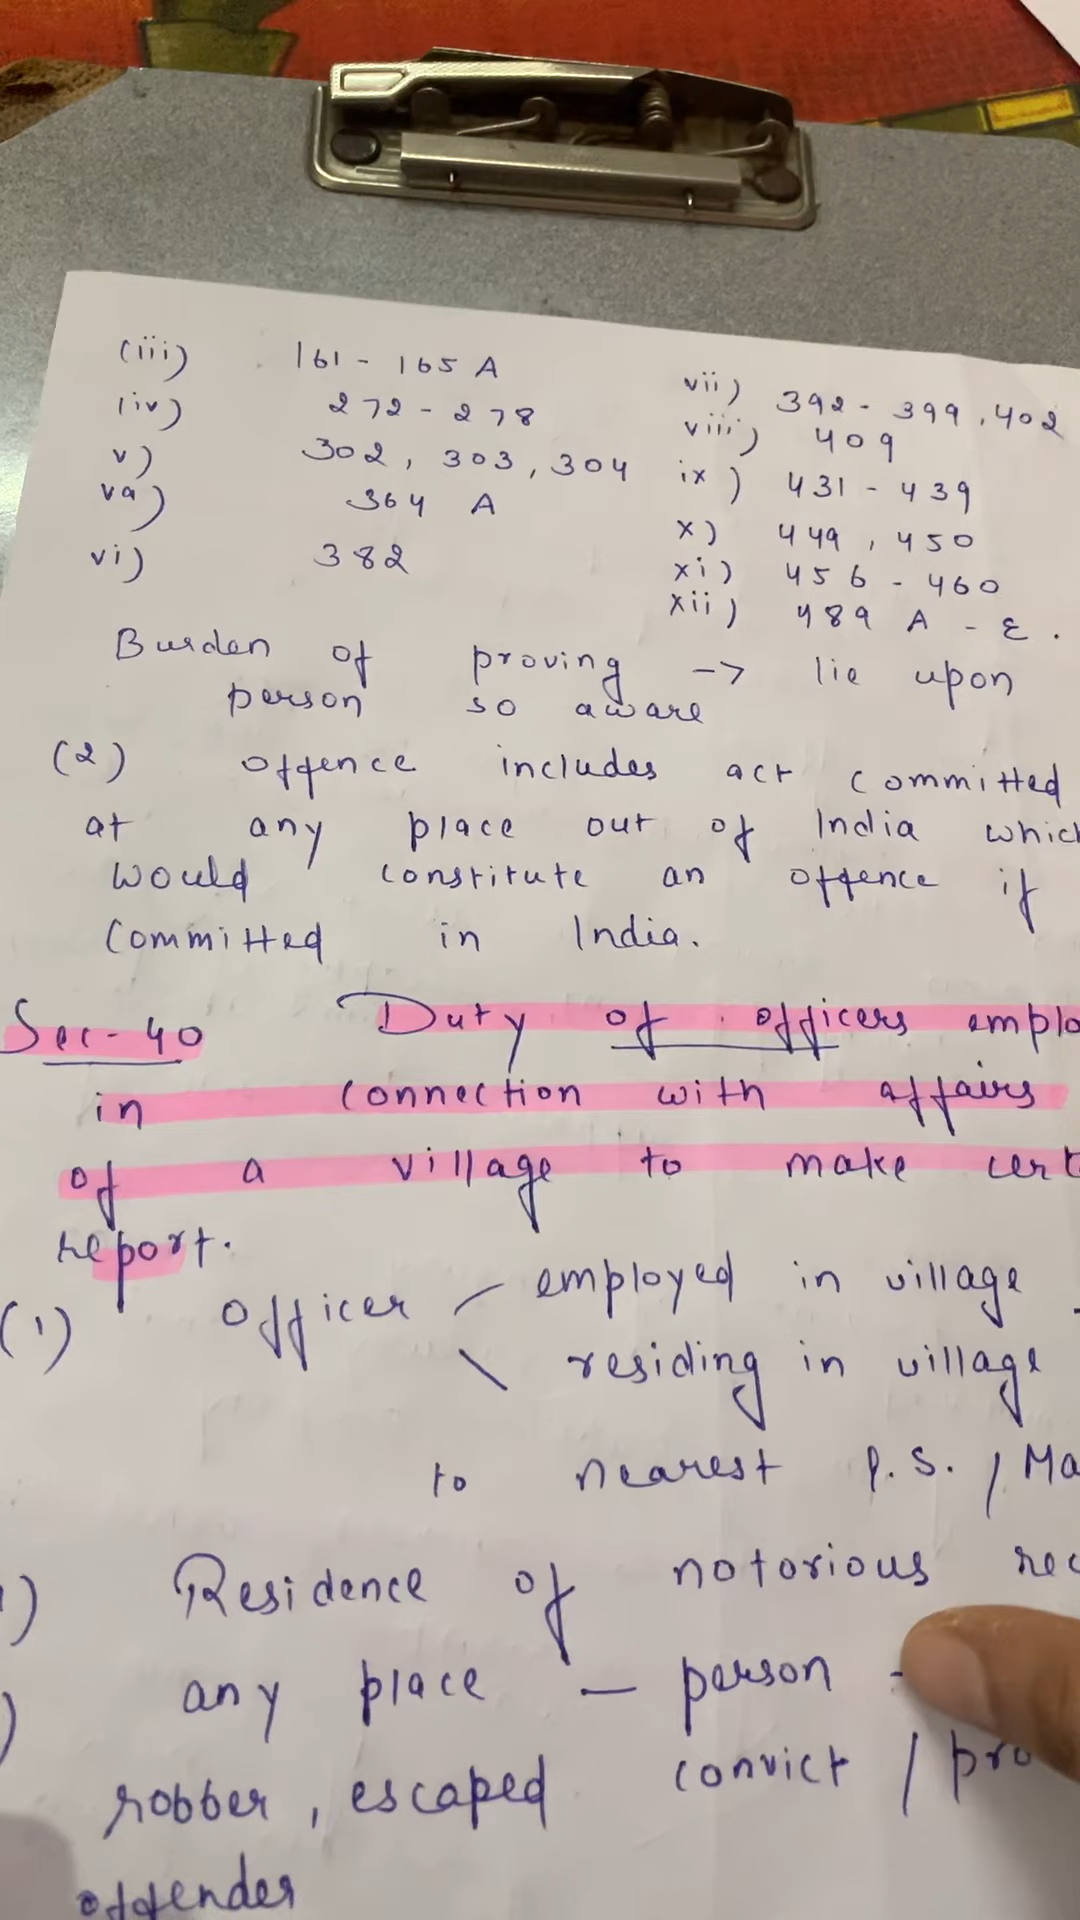 (iii) 161 - 165 A
(iv) 272 - 278
v) 302, 303, 304
va) 364 A
vi) 382
vii) 392 - 399, 402
viii) 409
ix) 431 - 439
x) 449, 450
xi) 456 - 460
xii) 489 A - E.
Burden of proving -> lie upon
person so aware
(2) offence includes act committed
at any place out of India which
would constitute an offence if
committed in India.
Sec-40 Duty of officers emplo
in connection with affairs
of a village to make cert
report.
(1) officer employed in village
residing in village
to nearest P.S. / Ma
) Residence of notorious rec
) any place - person -
robber, escaped convict / pro
offender